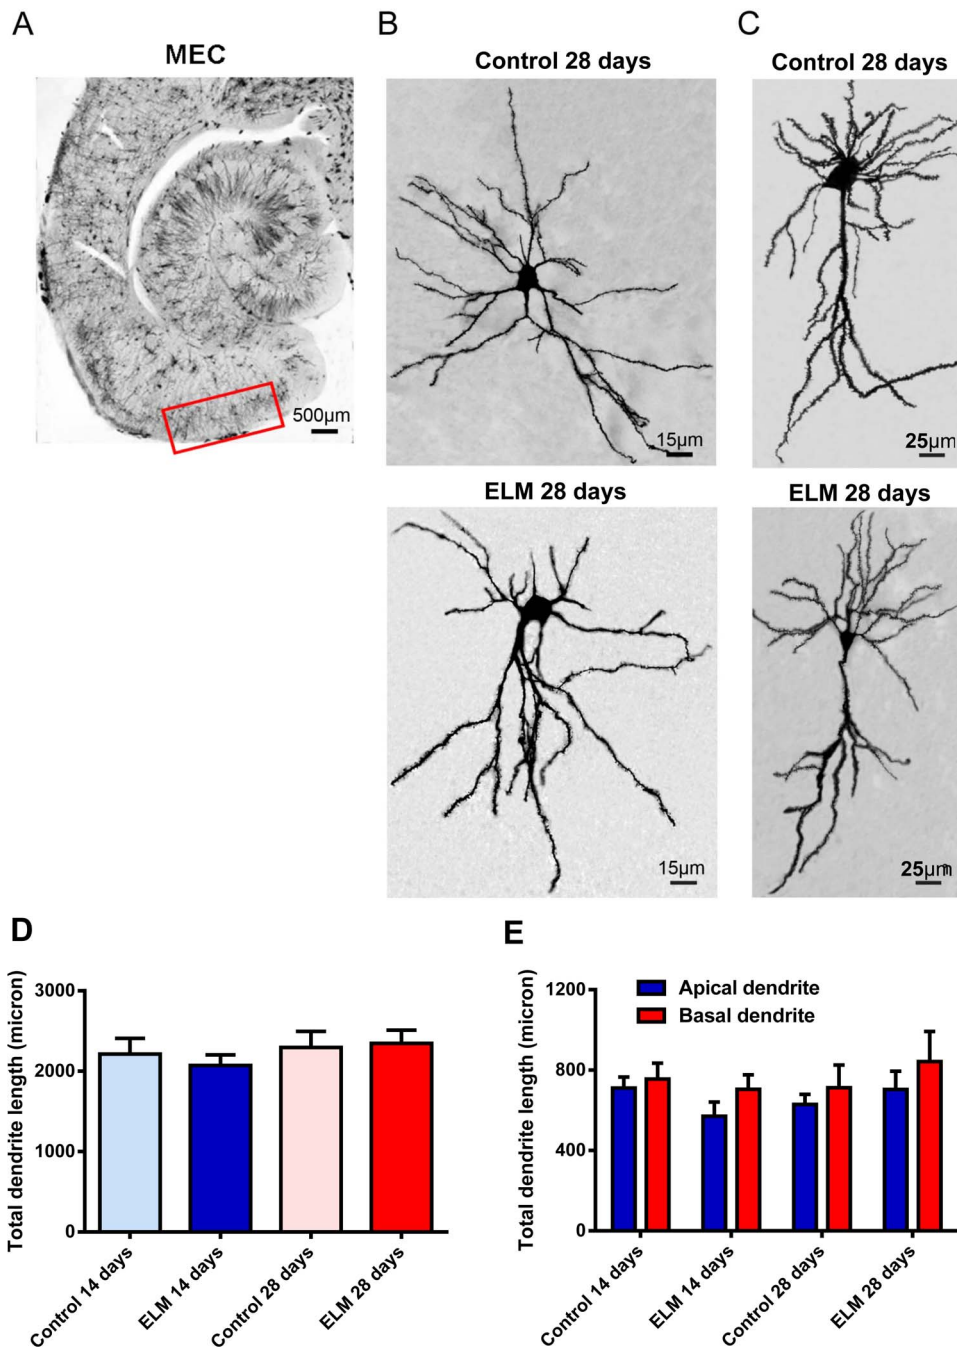 A
MEC
500µm
B
Control 28 days
15µm
ELM 28 days
15µm
C
Control 28 days
25µm
ELM 28 days
25µm
D
Total dendrite length (micron)
3000
2000
1000
0
Control 14 days
ELM 14 days
Control 28 days
ELM 28 days
E
Total dendrite length (micron)
1200
800
400
0
Apical dendrite
Basal dendrite
Control 14 days
ELM 14 days
Control 28 days
ELM 28 days